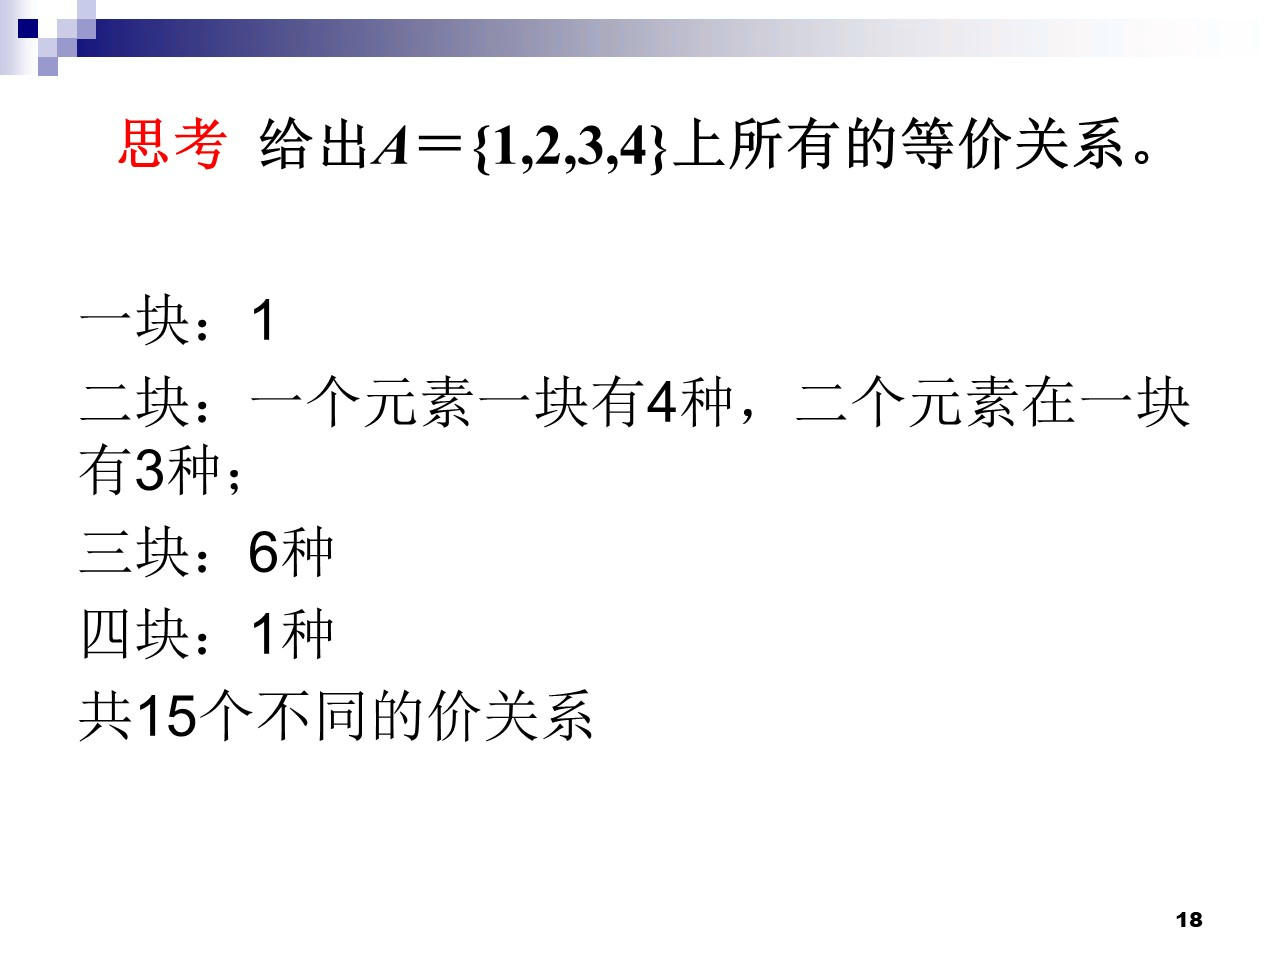 思考 给出A＝{1,2,3,4}上所有的等价关系。
一块：1
二块：一个元素一块有4种，二个元素在一块
有3种；
三块：6种
四块：1种
共15个不同的价关系
18